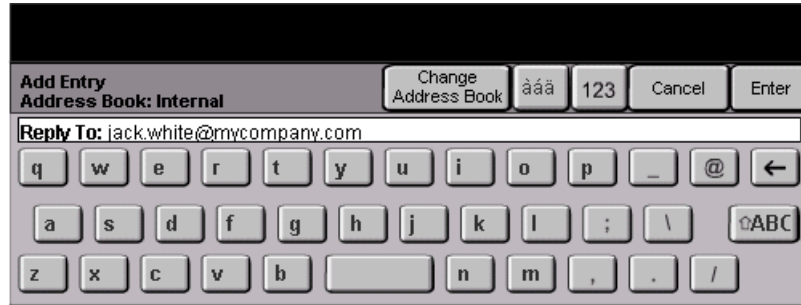 Add Entry
Address Book: Internal
Change
Address Book
àáä
123
Cancel
Enter
Reply To: jack.white@mycompany.com
q w e r t y u i o p _ @ ←
a s d f g h j k l ; \ ⇧ABC
z x c v b n m , . /